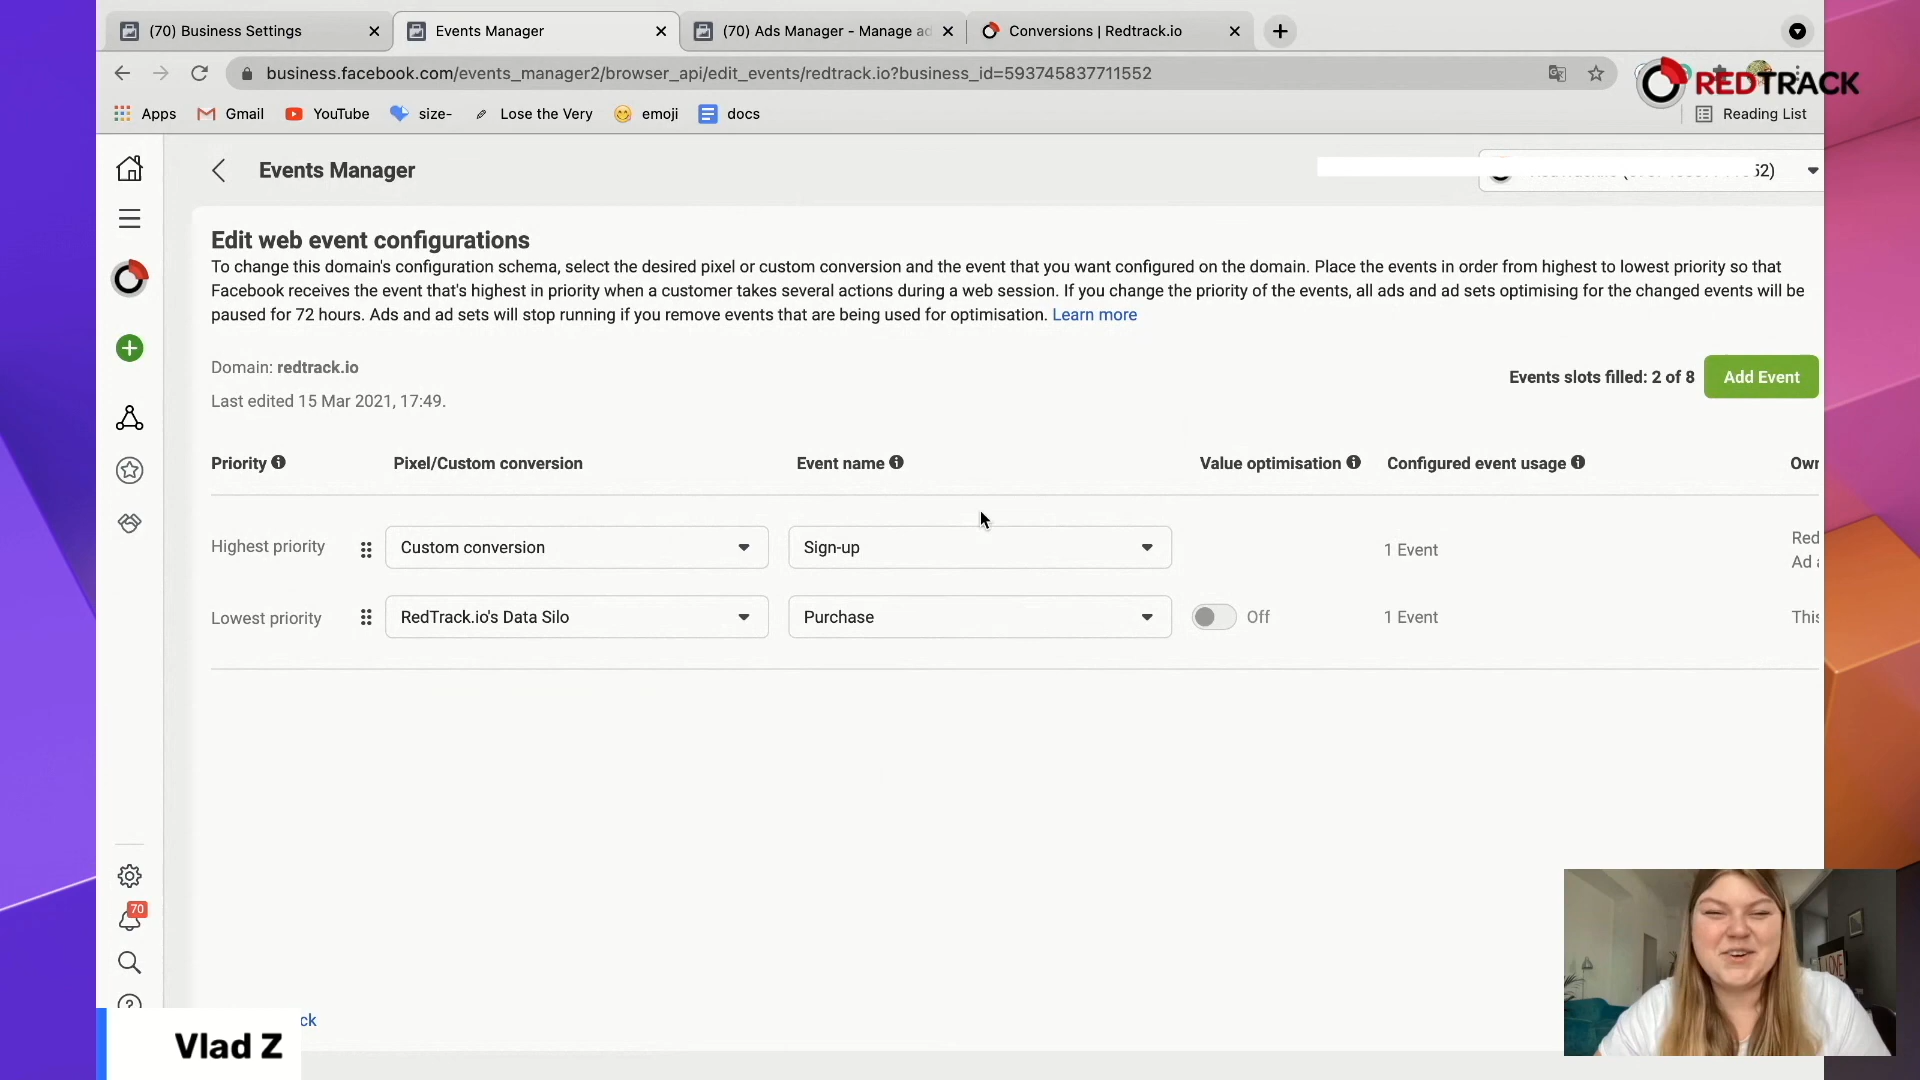 (70) Business Settings
Events Manager
(70) Ads Manager - Manage ad
Conversions | Redtrack.io
business.facebook.com/events_manager2/browser_api/edit_events/redtrack.io?business_id=593745837711552
REDTRACK
Apps
Gmail
YouTube
size-
Lose the Very
emoji
docs
Reading List
Events Manager
52)
Edit web event configurations
To change this domain's configuration schema, select the desired pixel or custom conversion and the event that you want configured on the domain. Place the events in order from highest to lowest priority so that
Facebook receives the event that's highest in priority when a customer takes several actions during a web session. If you change the priority of the events, all ads and ad sets optimising for the changed events will be
paused for 72 hours. Ads and ad sets will stop running if you remove events that are being used for optimisation. Learn more
Domain: redtrack.io
Last edited 15 Mar 2021, 17:49.
Events slots filled: 2 of 8
Add Event
Priority
Pixel/Custom conversion
Event name
Value optimisation
Configured event usage
Own
Highest priority
Custom conversion
Sign-up
1 Event
Red
Ad a
Lowest priority
RedTrack.io's Data Silo
Purchase
Off
1 Event
This
70
ck
Vlad Z